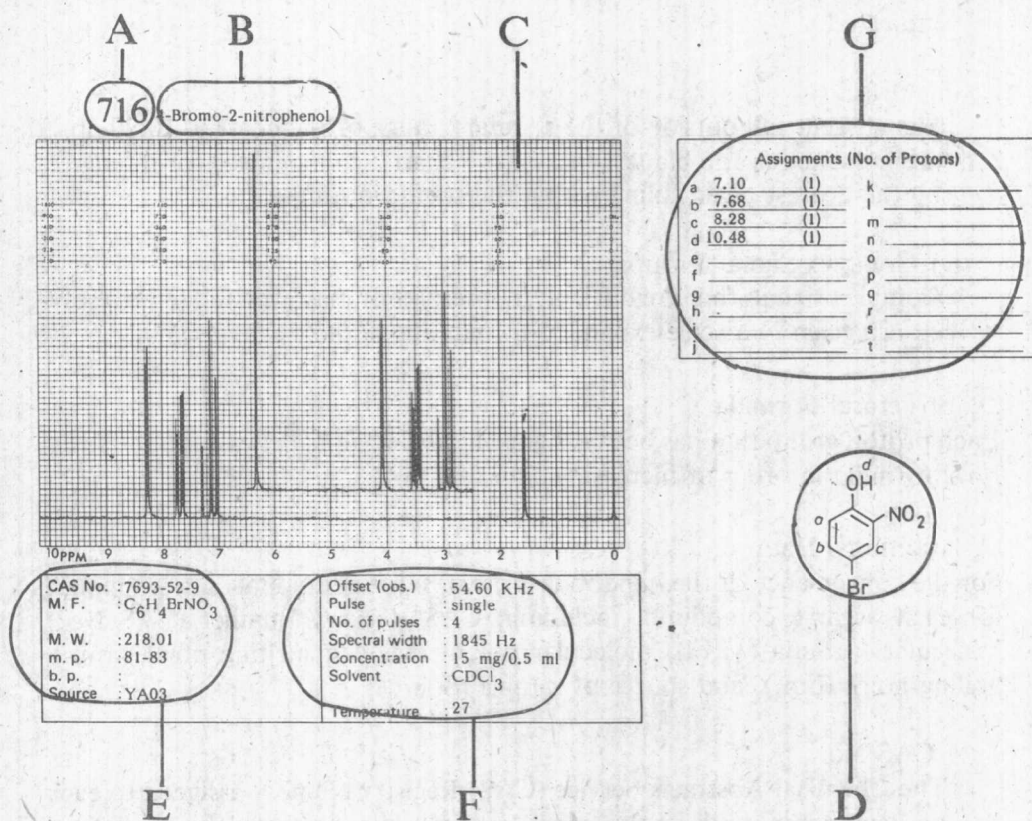 A
B
C
G
716
4-Bromo-2-nitrophenol
Assignments (No. of Protons)
a 7.10 (1)
b 7.68 (1)
c 8.28 (1)
d 10.48 (1)
e
f
g
h
i
j
k
l
m
n
o
p
q
r
s
t
10PPM 9 8 7 6 5 4 3 2 1 0
d
OH
NO2
a
b
c
Br
CAS No. : 7693-52-9
M. F. : C6H4BrNO3
M. W. : 218.01
m. p. : 81-83
b. p. :
Source : YA03
Offset (obs.) : 54.60 KHz
Pulse : single
No. of pulses : 4
Spectral width : 1845 Hz
Concentration : 15 mg/0.5 ml
Solvent : CDCl3
Temperature : 27
E
F
D